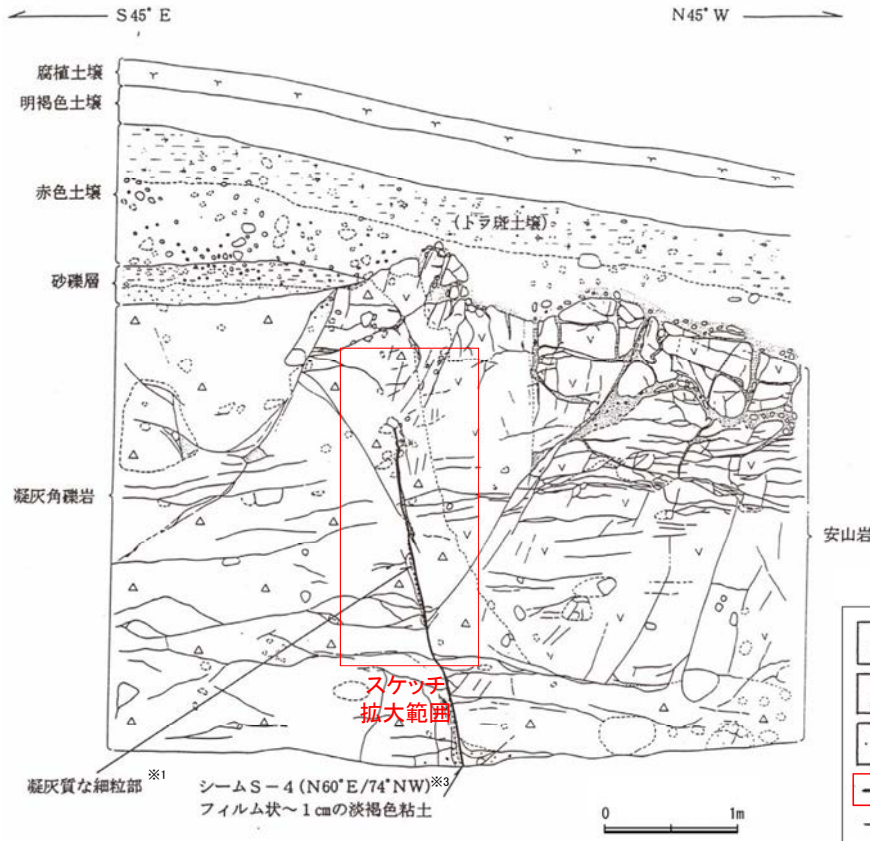 S45°E
N45°W
腐植土壌
明褐色土壌
赤色土壌
(トラ斑土壌)
砂礫層
凝灰角礫岩
安山岩
スケッチ
拡大範囲
凝灰質な細粒部 ※1
シームS-4 (N60°E/74°NW)※3
フィルム状~1㎝の淡褐色粘土
0 1m